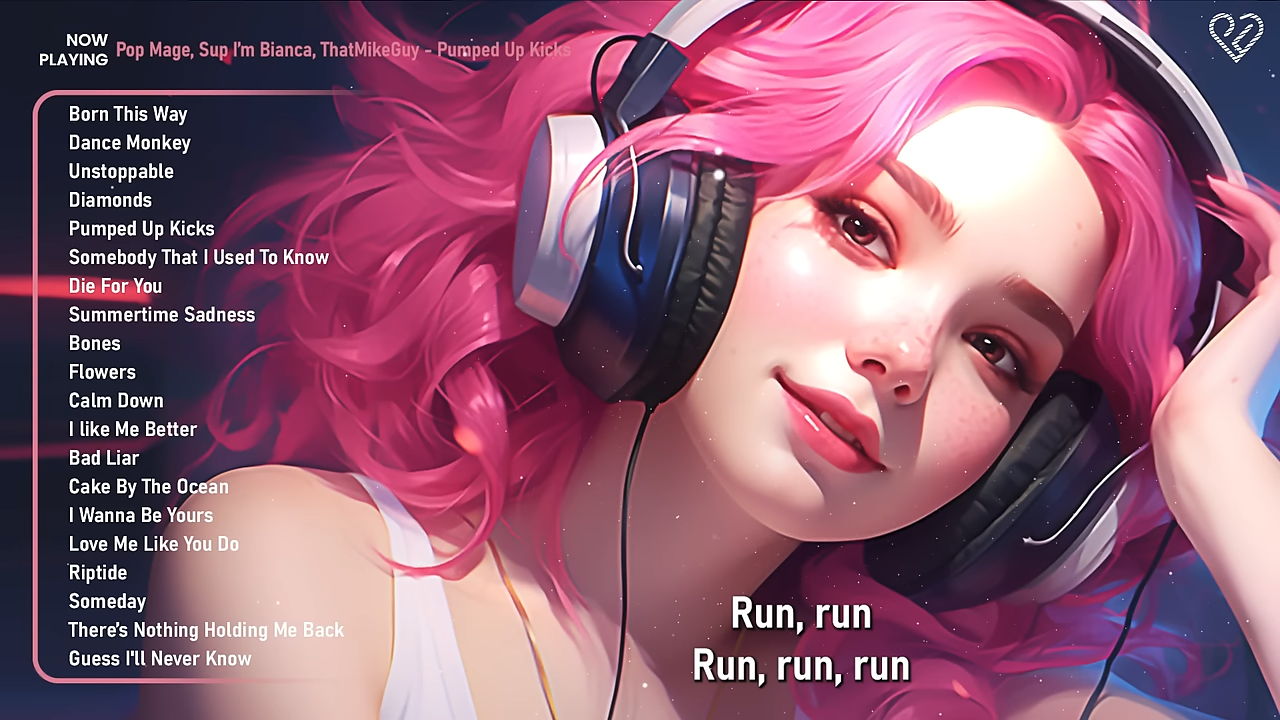 NOW
PLAYING
Pop Mage, Sup I'm Bianca, ThatMikeGuy - Pumped Up Kicks
Born This Way
Dance Monkey
Unstoppable
Diamonds
Pumped Up Kicks
Somebody That I Used To Know
Die For You
Summertime Sadness
Bones
Flowers
Calm Down
I like Me Better
Bad Liar
Cake By The Ocean
I Wanna Be Yours
Love Me Like You Do
Riptide
Someday
There's Nothing Holding Me Back
Guess I'll Never Know
Run, run
Run, run, run